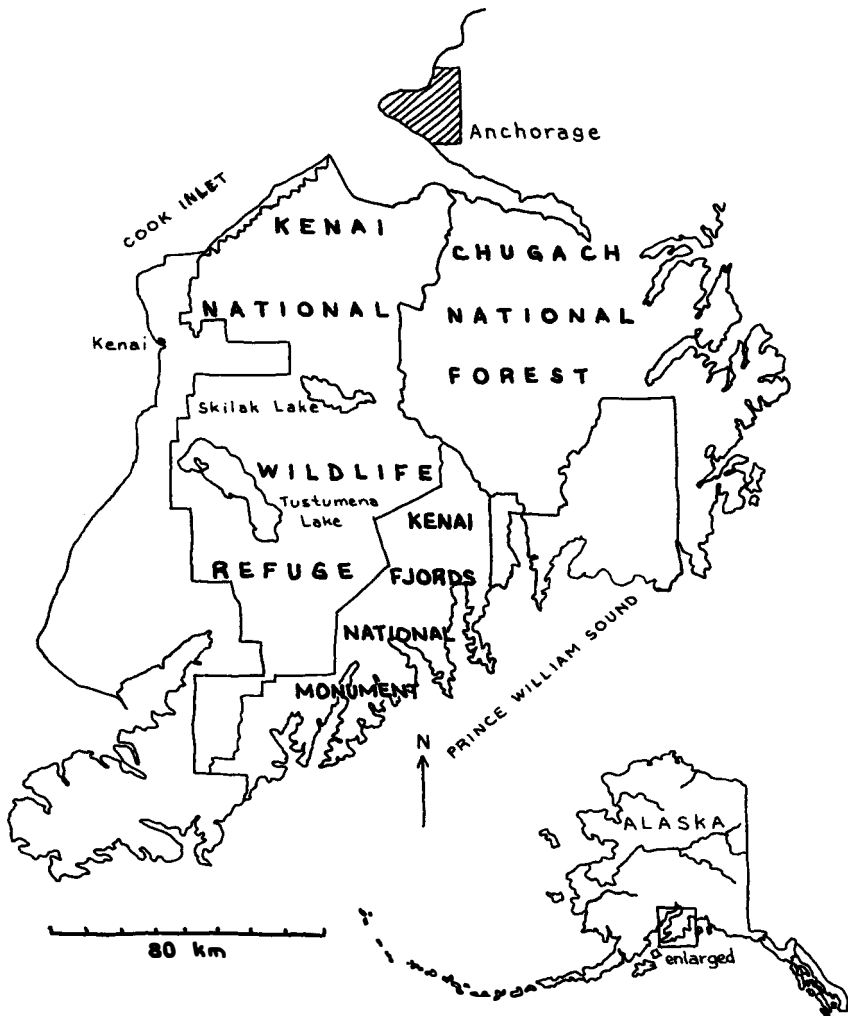 Anchorage
COOK INLET
KENAI
CHUGACH
NATIONAL
NATIONAL
Kenai
FOREST
Skilak Lake
WILDLIFE
Tustumena
Lake
KENAI
REFUGE
FJORDS
NATIONAL
MONUMENT
PRINCE WILLIAM SOUND
N
ALASKA
80 km
enlarged